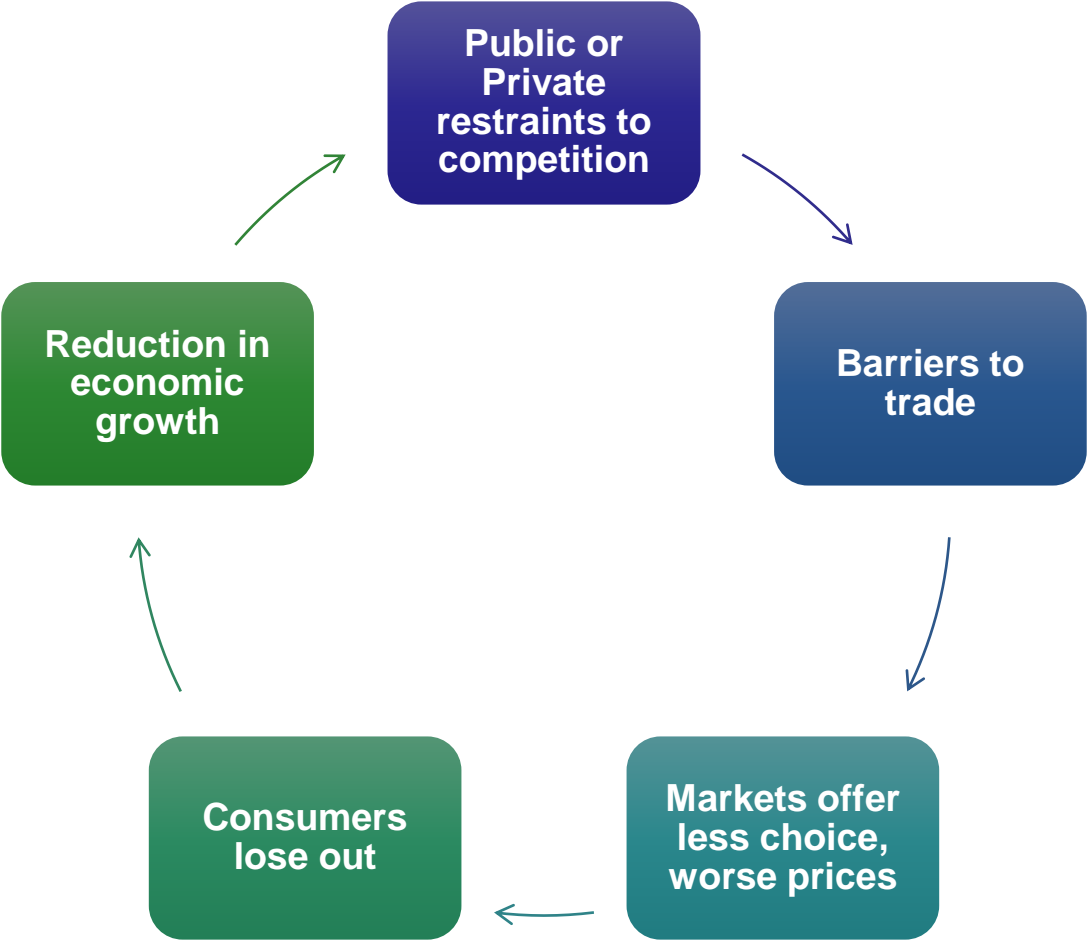 Public or
Private
restraints to
competition
Barriers to
trade
Markets offer
less choice,
worse prices
Consumers
lose out
Reduction in
economic
growth